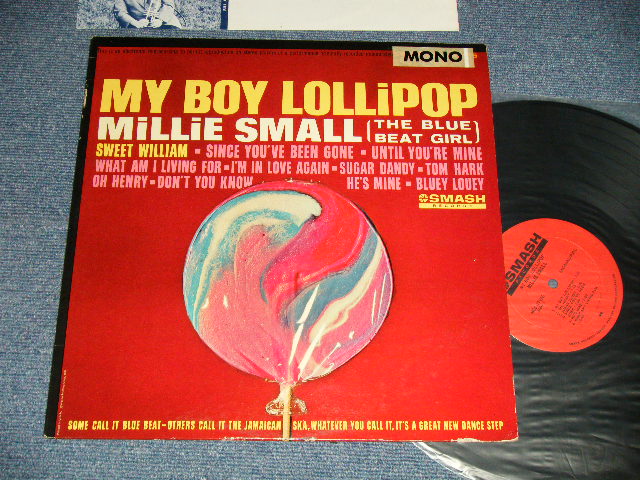 MONO
MY BOY LOLLiPOP
MiLLiE SMALL (THE BLUE BEAT GIRL)
SWEET WILLIAM • SINCE YOU'VE BEEN GONE • UNTIL YOU'RE MINE
WHAT AM I LIVING FOR • I'M IN LOVE AGAIN • SUGAR DANDY • TOM HARK
OH HENRY • DON'T YOU KNOW HE'S MINE • BLUEY LOUEY
SMASH
RECORDS
SOME CALL IT BLUE BEAT—OTHERS CALL IT THE JAMAICAN SKA, WHATEVER YOU CALL IT, IT'S A GREAT NEW DANCE STEP
SMASH